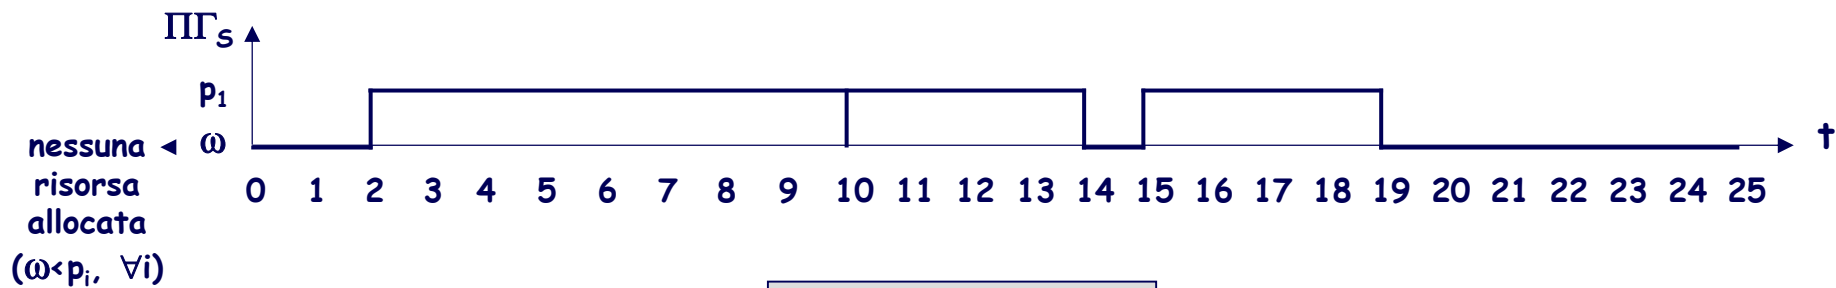 ΠΓS
p1
ω
t
nessuna
risorsa
allocata
(ω<pi, ∀i)
0 1 2 3 4 5 6 7 8 9 10 11 12 13 14 15 16 17 18 19 20 21 22 23 24 25